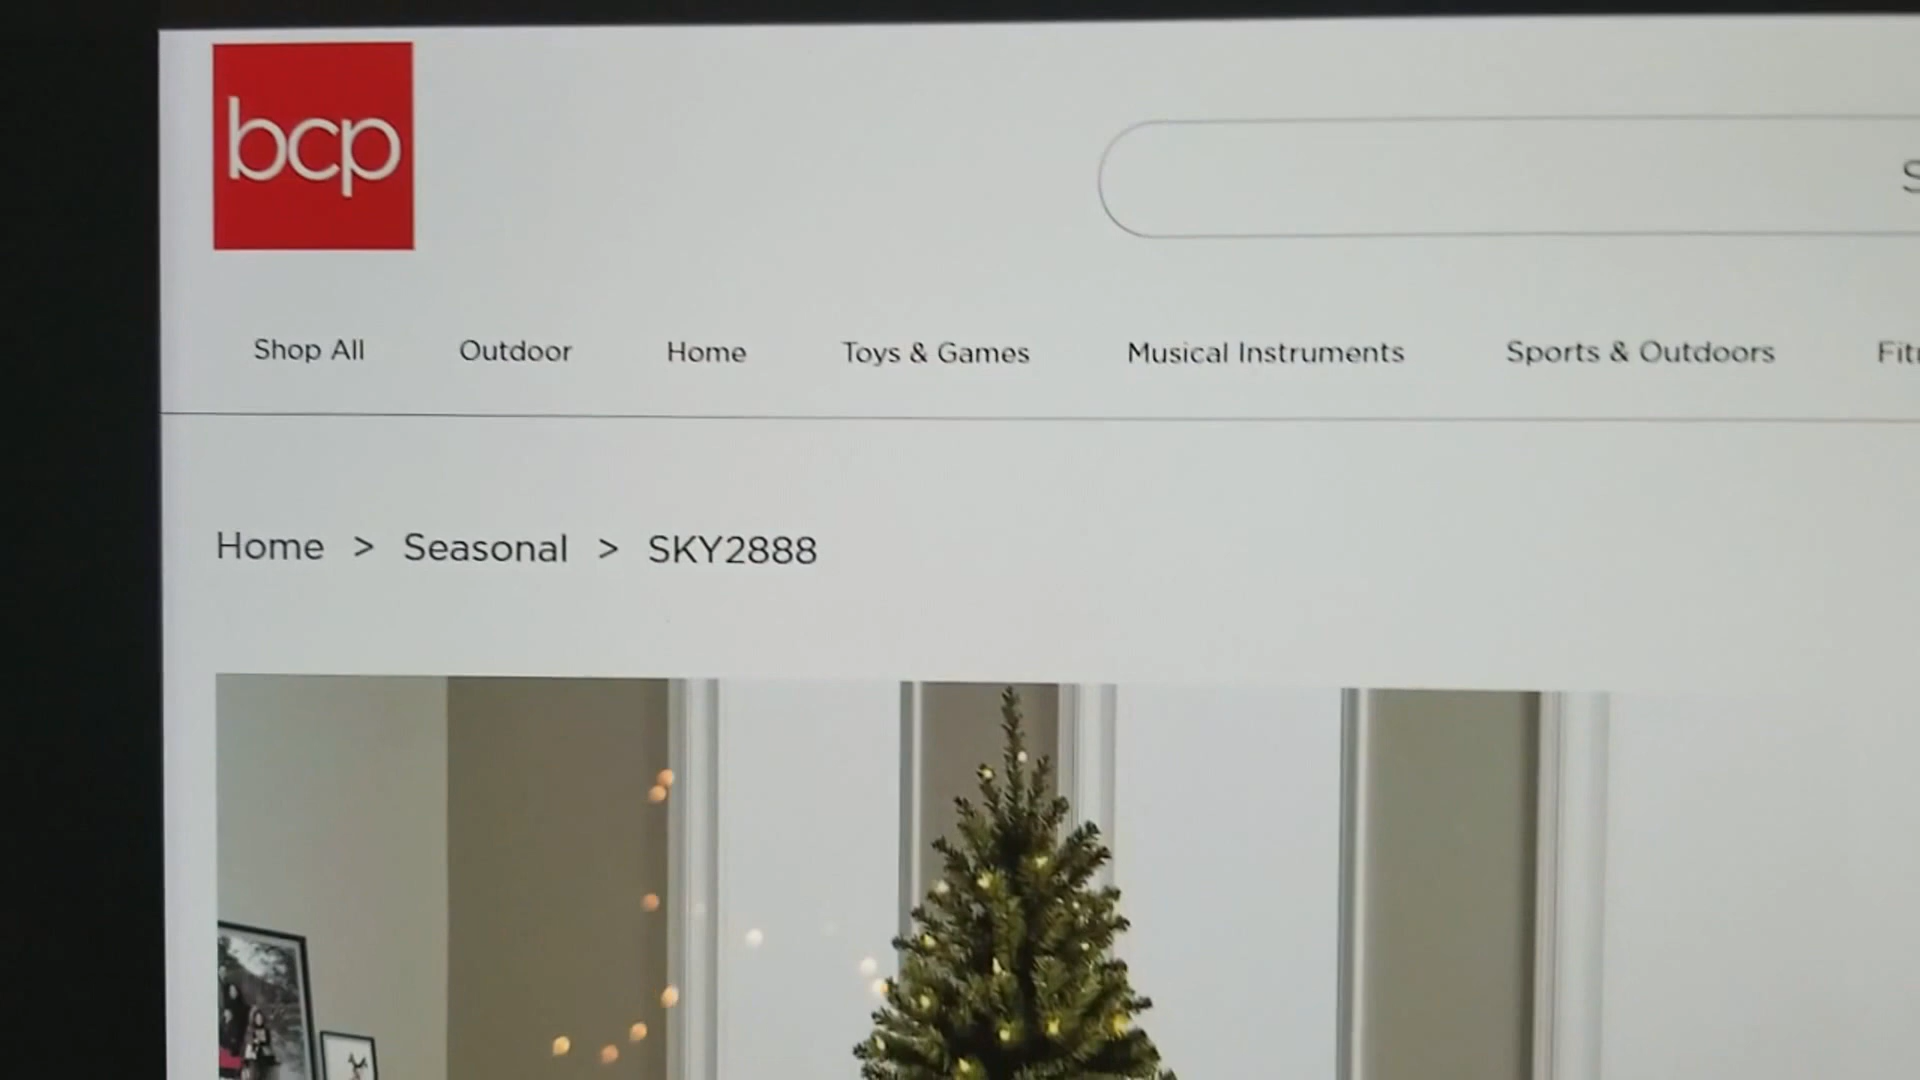 bcp
Shop All Outdoor Home Toys & Games Musical Instruments Sports & Outdoors
Home > Seasonal > SKY2888